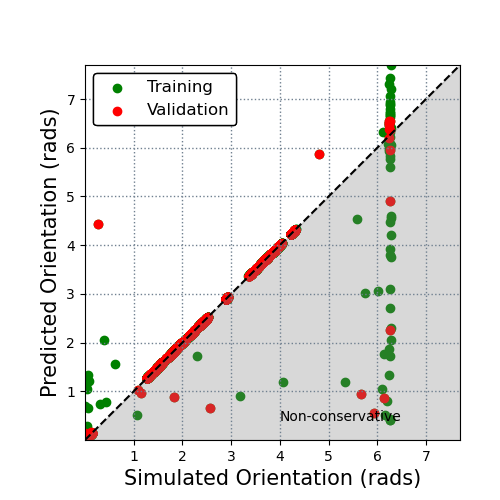 Training
Validation
7
6
5
4
3
2
1
Predicted Orientation (rads)
Non-conservative
1 2 3 4 5 6 7
Simulated Orientation (rads)